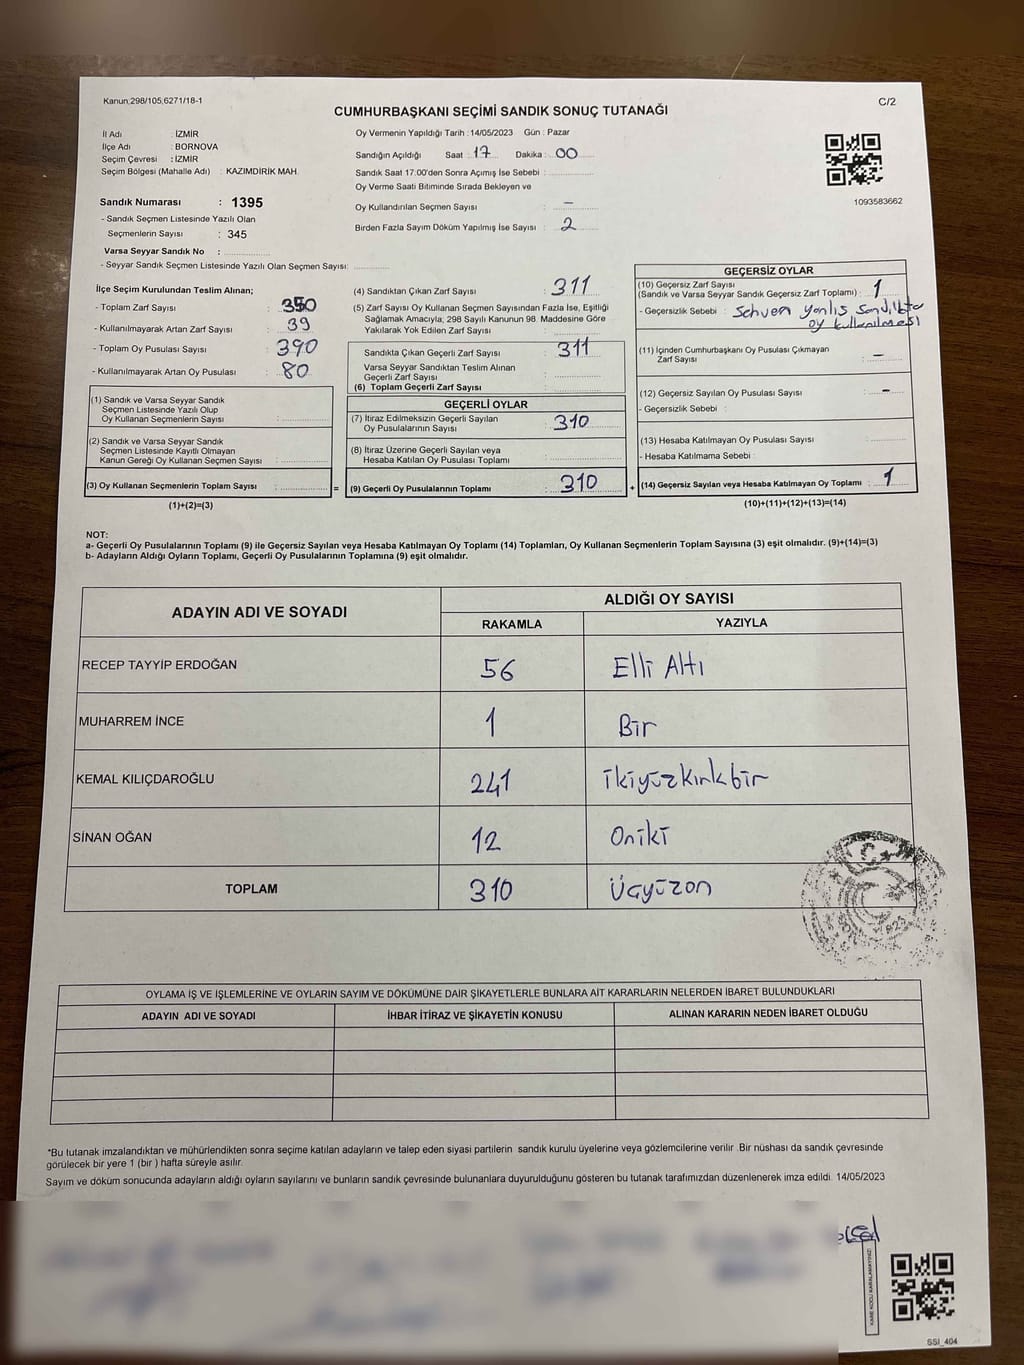 Kanun;298/105;6271/18-1
C/2
CUMHURBAŞKANI SEÇİMİ SANDIK SONUÇ TUTANAĞI
İl Adı : İZMİR
İlçe Adı : BORNOVA
Seçim Çevresi : İZMİR
Seçim Bölgesi (Mahalle Adı) : KAZIMDİRİK MAH.
Sandık Numarası : 1395
- Sandık Seçmen Listesinde Yazılı Olan
Seçmenlerin Sayısı : 345
Varsa Seyyar Sandık No :
- Seyyar Sandık Seçmen Listesinde Yazılı Olan Seçmen Sayısı:
Oy Vermenin Yapıldığı Tarih : 14/05/2023 Gün : Pazar
Sandığın Açıldığı Saat : 17 Dakika : 00
Sandık Saat 17:00'den Sonra Açımış İse Sebebi :
Oy Verme Saati Bitiminde Sırada Bekleyen ve
Oy Kullandırılan Seçmen Sayısı : –
Birden Fazla Sayım Döküm Yapılmış İse Sayısı : 2
1093583662
İlçe Seçim Kurulundan Teslim Alınan;
- Toplam Zarf Sayısı : 350
- Kullanılmayarak Artan Zarf Sayısı : 39
- Toplam Oy Pusulası Sayısı : 390
- Kullanılmayarak Artan Oy Pusulası : 80
(1) Sandık ve Varsa Seyyar Sandık
Seçmen Listesinde Yazılı Olup
Oy Kullanan Seçmenlerin Sayısı :
(2) Sandık ve Varsa Seyyar Sandık
Seçmen Listesinde Kayıtlı Olmayan
Kanun Gereği Oy Kullanan Seçmen Sayısı :
(3) Oy Kullanan Seçmenlerin Toplam Sayısı :
(1)+(2)=(3)
=
(4) Sandıktan Çıkan Zarf Sayısı : 311
(5) Zarf Sayısı Oy Kullanan Seçmen Sayısından Fazla İse, Eşitliği
Sağlamak Amacıyla; 298 Sayılı Kanunun 98. Maddesine Göre
Yakılarak Yok Edilen Zarf Sayısı :
Sandıkta Çıkan Geçerli Zarf Sayısı : 311
Varsa Seyyar Sandıktan Teslim Alınan
Geçerli Zarf Sayısı :
(6) Toplam Geçerli Zarf Sayısı :
GEÇERLİ OYLAR
(7) İtiraz Edilmeksizin Geçerli Sayılan
Oy Pusulalarının Sayısı : 310
(8) İtiraz Üzerine Geçerli Sayılan veya
Hesaba Katılan Oy Pusulası Toplamı :
(9) Geçerli Oy Pusulalarının Toplamı : 310
+
GEÇERSİZ OYLAR
(10) Geçersiz Zarf Sayısı
(Sandık ve Varsa Seyyar Sandık Geçersiz Zarf Toplamı) : 1
- Geçersizlik Sebebi : Sehven yanlış sandıkta
oy kullanılması
(11) İçinden Cumhurbaşkanı Oy Pusulası Çıkmayan
Zarf Sayısı : –
(12) Geçersiz Sayılan Oy Pusulası Sayısı : –
- Geçersizlik Sebebi :
(13) Hesaba Katılmayan Oy Pusulası Sayısı :
- Hesaba Katılmama Sebebi :
(14) Geçersiz Sayılan veya Hesaba Katılmayan Oy Toplamı : 1
(10)+(11)+(12)+(13)=(14)
NOT:
a- Geçerli Oy Pusulalarının Toplamı (9) ile Geçersiz Sayılan veya Hesaba Katılmayan Oy Toplamı (14) Toplamları, Oy Kullanan Seçmenlerin Toplam Sayısına (3) eşit olmalıdır. (9)+(14)=(3)
b- Adayların Aldığı Oyların Toplamı, Geçerli Oy Pusulalarının Toplamına (9) eşit olmalıdır.
ADAYIN ADI VE SOYADI ALDIĞI OY SAYISI
RAKAMLA YAZIYLA
RECEP TAYYİP ERDOĞAN 56 Elli Altı
MUHARREM İNCE 1 Bir
KEMAL KILIÇDAROĞLU 241 ikiyüzkırkbir
SİNAN OĞAN 12 Oniki
TOPLAM 310 Üçyüzon
OYLAMA İŞ VE İŞLEMLERİNE VE OYLARIN SAYIM VE DÖKÜMÜNE DAİR ŞİKAYETLERLE BUNLARA AİT KARARLARIN NELERDEN İBARET BULUNDUKLARI
ADAYIN ADI VE SOYADI İHBAR İTİRAZ VE ŞİKAYETİN KONUSU ALINAN KARARIN NEDEN İBARET OLDUĞU
*Bu tutanak imzalandıktan ve mühürlendikten sonra seçime katılan adayların ve talep eden siyasi partilerin sandık kurulu üyelerine veya gözlemcilerine verilir. Bir nüshası da sandık çevresinde
görülecek bir yere 1 (bir ) hafta süreyle asılır.
Sayım ve döküm sonucunda adayların aldığı oyların sayılarını ve bunların sandık çevresinde bulunanlara duyurulduğunu gösteren bu tutanak tarafımızdan düzenlenerek imza edildi. 14/05/2023
KARE KODU KARALAMAYINIZ!
SSI_404